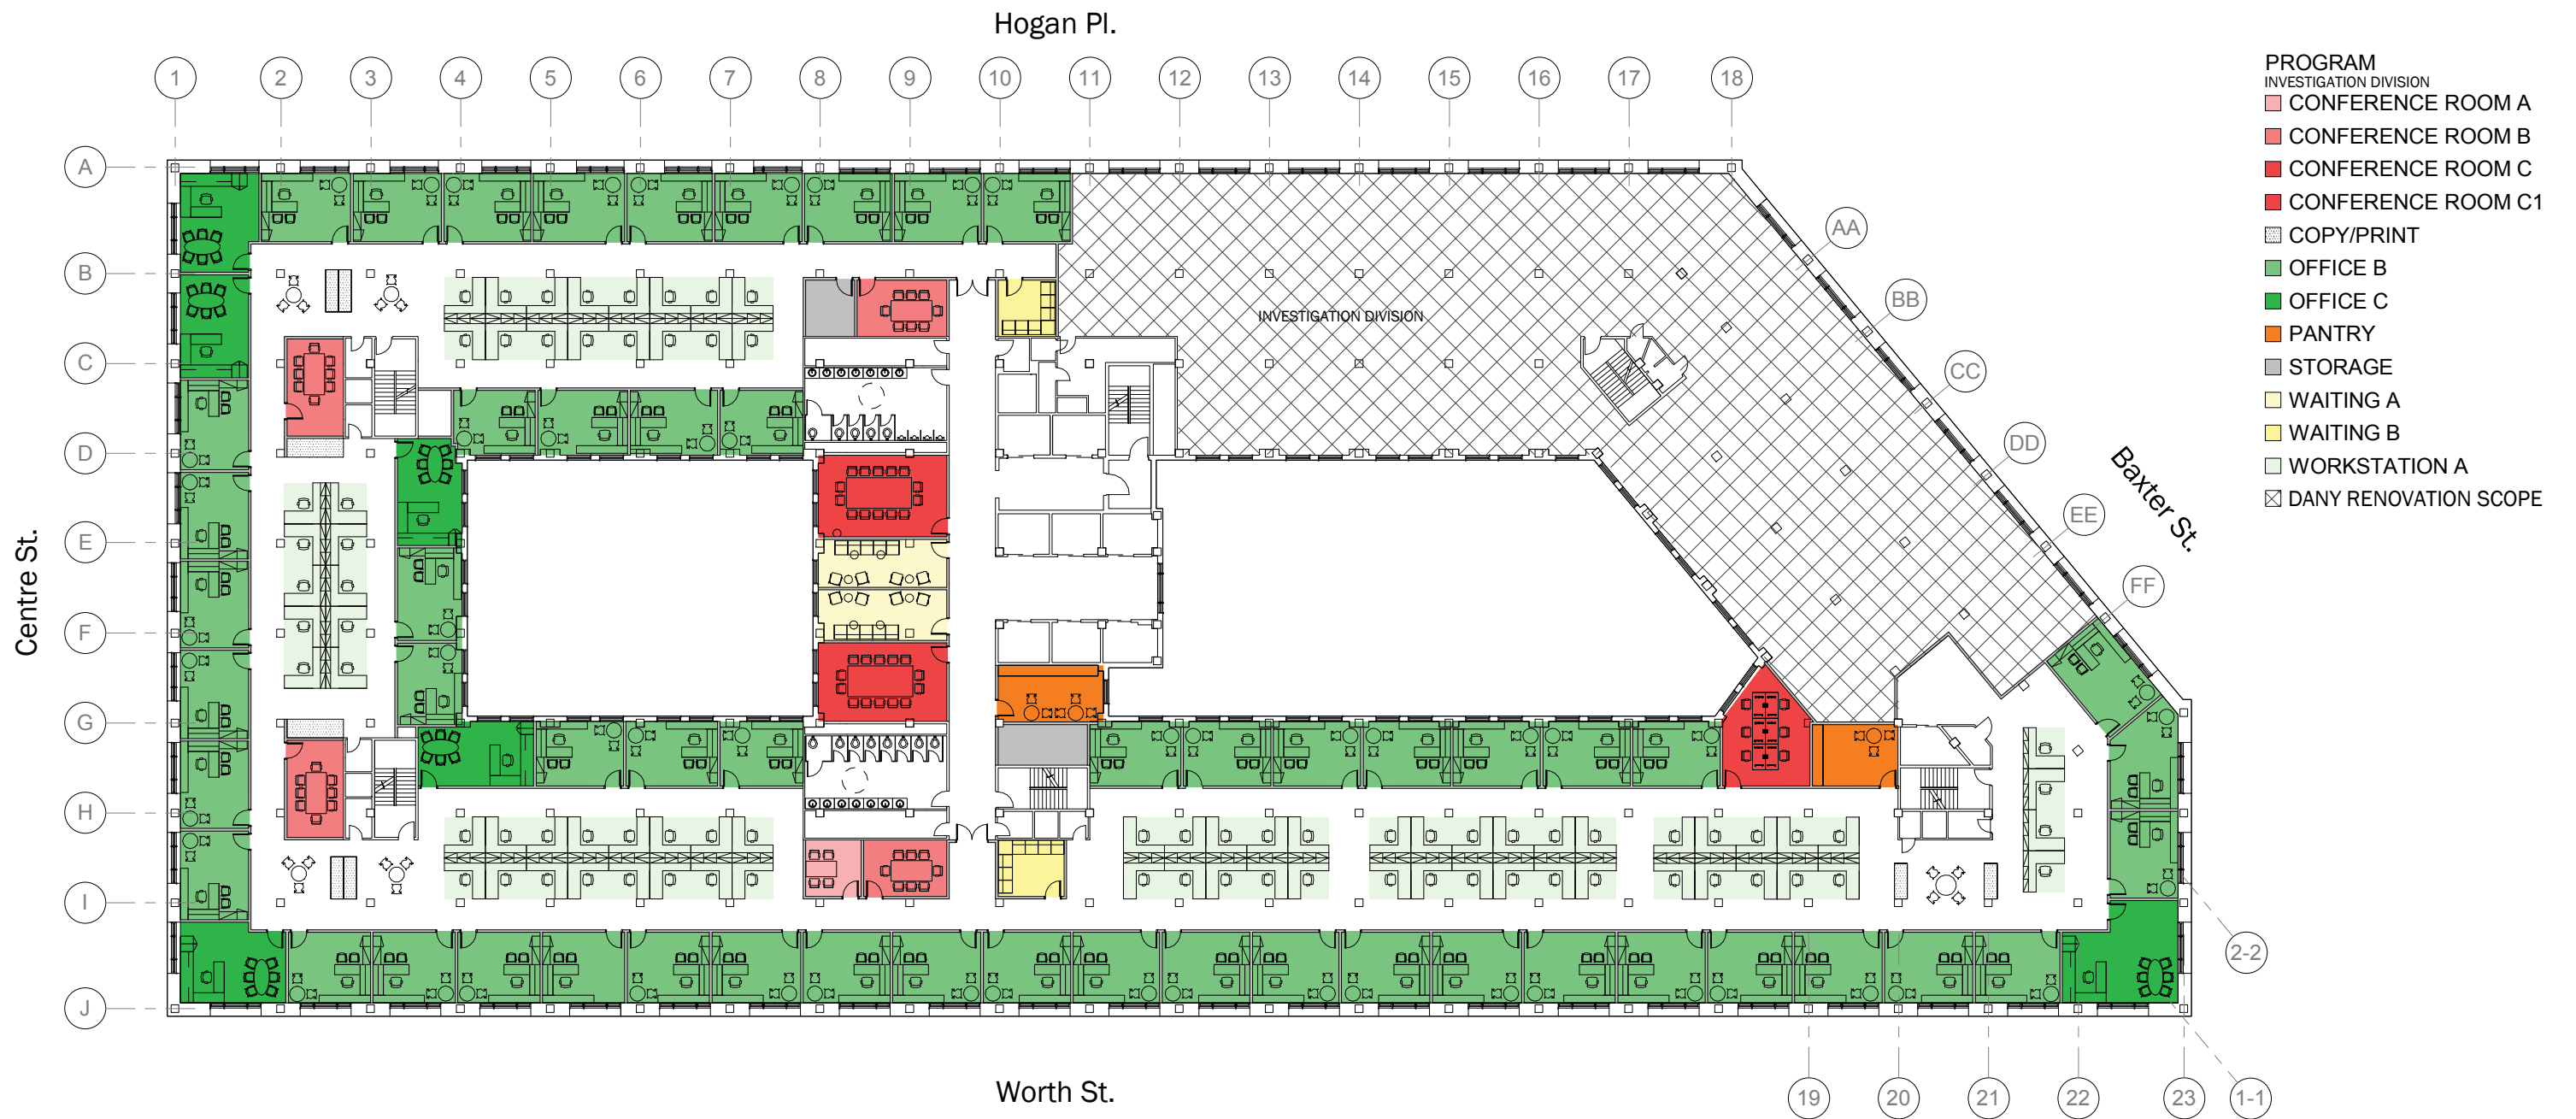 Hogan Pl.
1 2 3 4 5 6 7 8 9 10 11 12 13 14 15 16 17 18
A
B
C
D
E
F
G
H
I
J
AA
BB
CC
DD
EE
FF
Centre St.
INVESTIGATION DIVISION
Baxter St.
2-2
19 20 21 22 23 1-1
Worth St.
PROGRAM
INVESTIGATION DIVISION
CONFERENCE ROOM A
CONFERENCE ROOM B
CONFERENCE ROOM C
CONFERENCE ROOM C1
COPY/PRINT
OFFICE B
OFFICE C
PANTRY
STORAGE
WAITING A
WAITING B
WORKSTATION A
DANY RENOVATION SCOPE